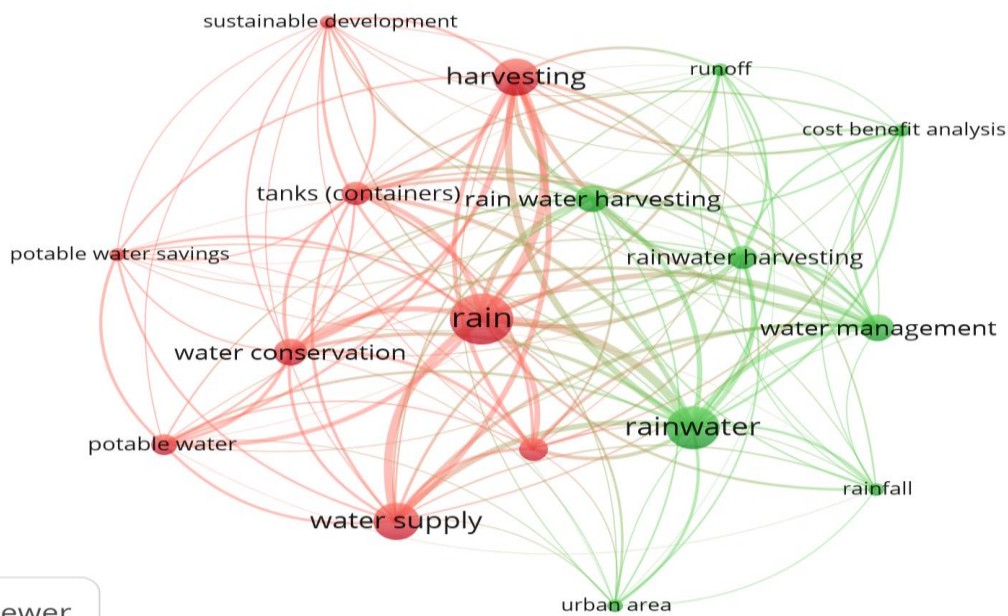 sustainable development
harvesting
runoff
cost benefit analysis
tanks (containers)
rain water harvesting
potable water savings
rainwater harvesting
rain
water management
water conservation
rainwater
potable water
rainfall
water supply
urban area
ewer